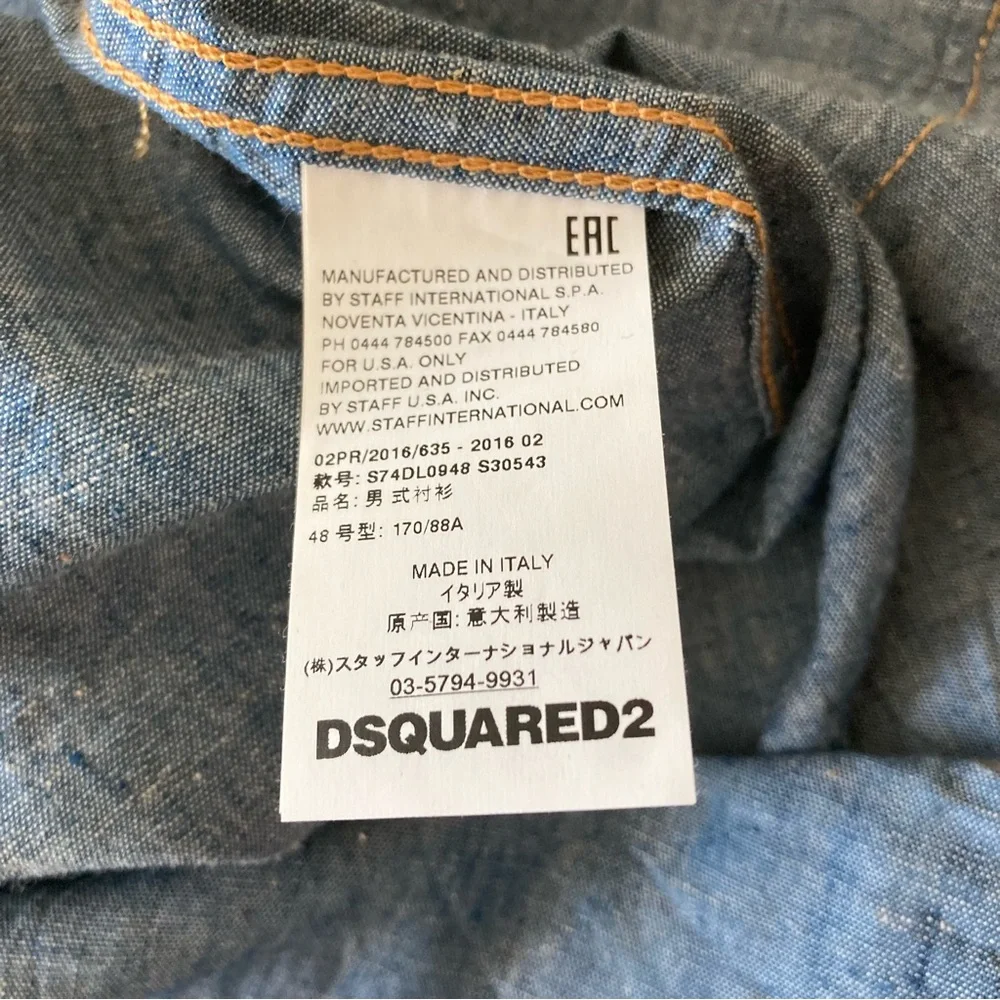 EAC
MANUFACTURED AND DISTRIBUTED
BY STAFF INTERNATIONAL S.P.A.
NOVENTA VICENTINA - ITALY
PH 0444 784500 FAX 0444 784580
FOR U.S.A. ONLY
IMPORTED AND DISTRIBUTED
BY STAFF U.S.A. INC.
WWW.STAFFINTERNATIONAL.COM
02PR/2016/635 - 2016 02
款号: S74DL0948 S30543
品名: 男 式衬衫
48 号型: 170/88A
MADE IN ITALY
イタリア製
原产国: 意大利製造
(株)スタッフインターナショナルジャパン
03-5794-9931
DSQUARED2